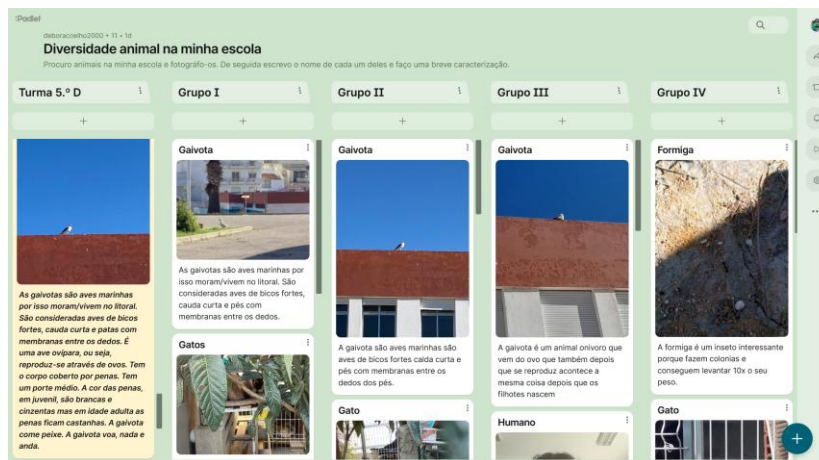 :Padlet
deboracoelho2000 • 11 • 1d
Diversidade animal na minha escola
Procuro animais na minha escola e fotográfo-os. De seguida escrevo o nome de cada um deles e faço uma breve caracterização.
Turma 5.º D
As gaivotas são aves marinhas
por isso moram/vivem no litoral.
São consideradas aves de bicos
fortes, cauda curta e patas com
membranas entre os dedos. É
uma ave ovípara, ou seja,
reproduz-se através de ovos. Tem
o corpo coberto por penas. Tem
um porte médio. A cor das penas,
em juvenil, são brancas e
cinzentas mas em idade adulta as
penas ficam castanhas. A gaivota
come peixe. A gaivota voa, nada e
anda.
Grupo I
Gaivota
As gaivotas são aves marinhas por
isso moram/vivem no litoral. São
consideradas aves de bicos fortes,
cauda curta e pés com
membranas entre os dedos.
Gatos
Grupo II
Gaivota
A gaivota são aves marinhas são
aves de bicos fortes calda curta e
pés com membranas entre os
dedos dos pés.
Gato
Grupo III
Gaivota
A gaivota é um animal onivoro que
vem do ovo que também depois
que se reproduz acontece a
mesma coisa depois que os
filhotes nascem
Humano
Grupo IV
Formiga
A formiga é um inseto interessante
porque fazem colonias e
conseguem levantar 10x o seu
peso.
Gato